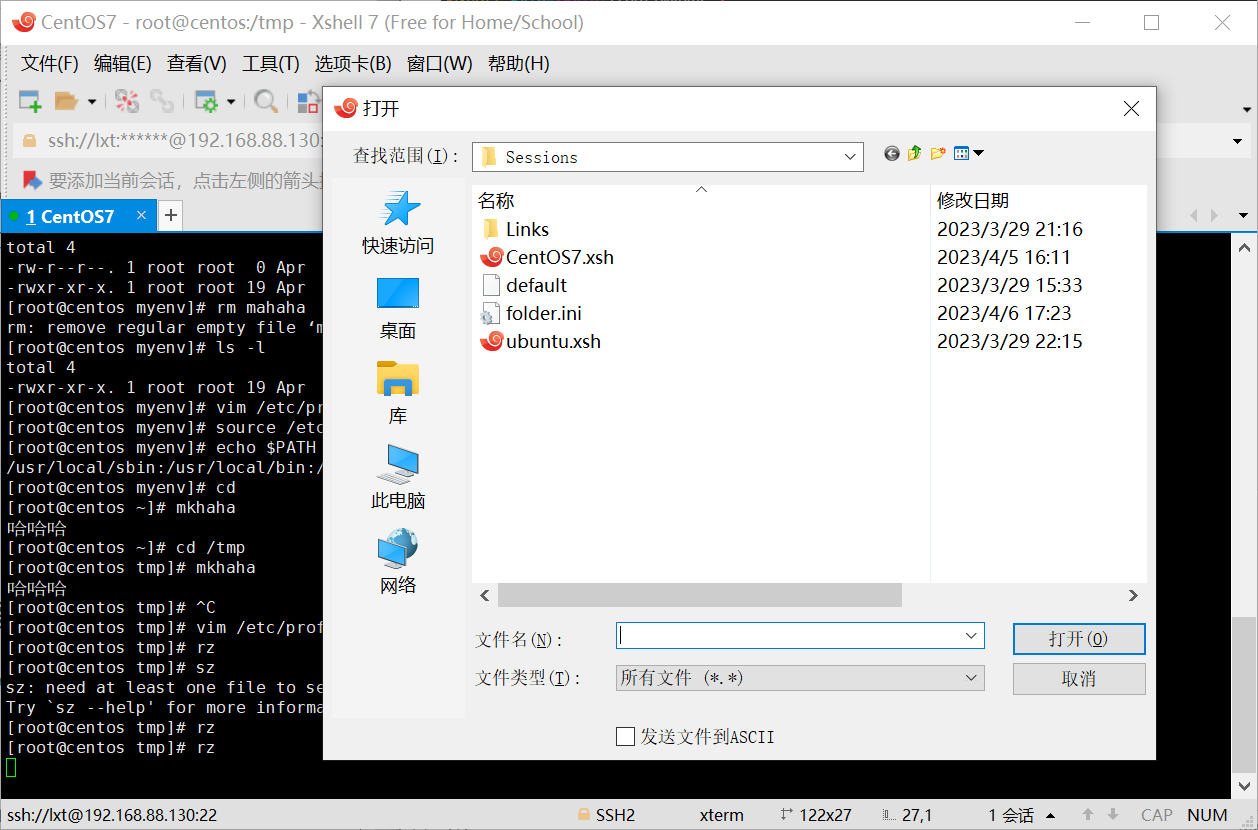 CentOS7 - root@centos:/tmp - Xshell 7 (Free for Home/School)
文件(F) 编辑(E) 查看(V) 工具(T) 选项卡(B) 窗口(W) 帮助(H)
ssh://lxt:******@192.168.88.130:
要添加当前会话，点击左侧的箭头
1 CentOS7
total 4
-rw-r--r--. 1 root root  0 Apr
-rwxr-xr-x. 1 root root 19 Apr
[root@centos myenv]# rm mahaha
rm: remove regular empty file ‘m
[root@centos myenv]# ls -l
total 4
-rwxr-xr-x. 1 root root 19 Apr
[root@centos myenv]# vim /etc/pr
[root@centos myenv]# source /etc
[root@centos myenv]# echo $PATH
/usr/local/sbin:/usr/local/bin:/
[root@centos myenv]# cd
[root@centos ~]# mkhaha
哈哈哈
[root@centos ~]# cd /tmp
[root@centos tmp]# mkhaha
哈哈哈
[root@centos tmp]# ^C
[root@centos tmp]# vim /etc/prof
[root@centos tmp]# rz
[root@centos tmp]# sz
sz: need at least one file to se
Try `sz --help' for more informa
[root@centos tmp]# rz
[root@centos tmp]# rz
打开
查找范围(I): Sessions
快速访问
桌面
库
此电脑
网络
名称 修改日期
Links 2023/3/29 21:16
CentOS7.xsh 2023/4/5 16:11
default 2023/3/29 15:33
folder.ini 2023/4/6 17:23
ubuntu.xsh 2023/3/29 22:15
文件名(N): 打开(O)
文件类型(T): 所有文件 (*.*) 取消
发送文件到ASCII
ssh://lxt@192.168.88.130:22 SSH2 xterm 122x27 27,1 1 会话 CAP NUM